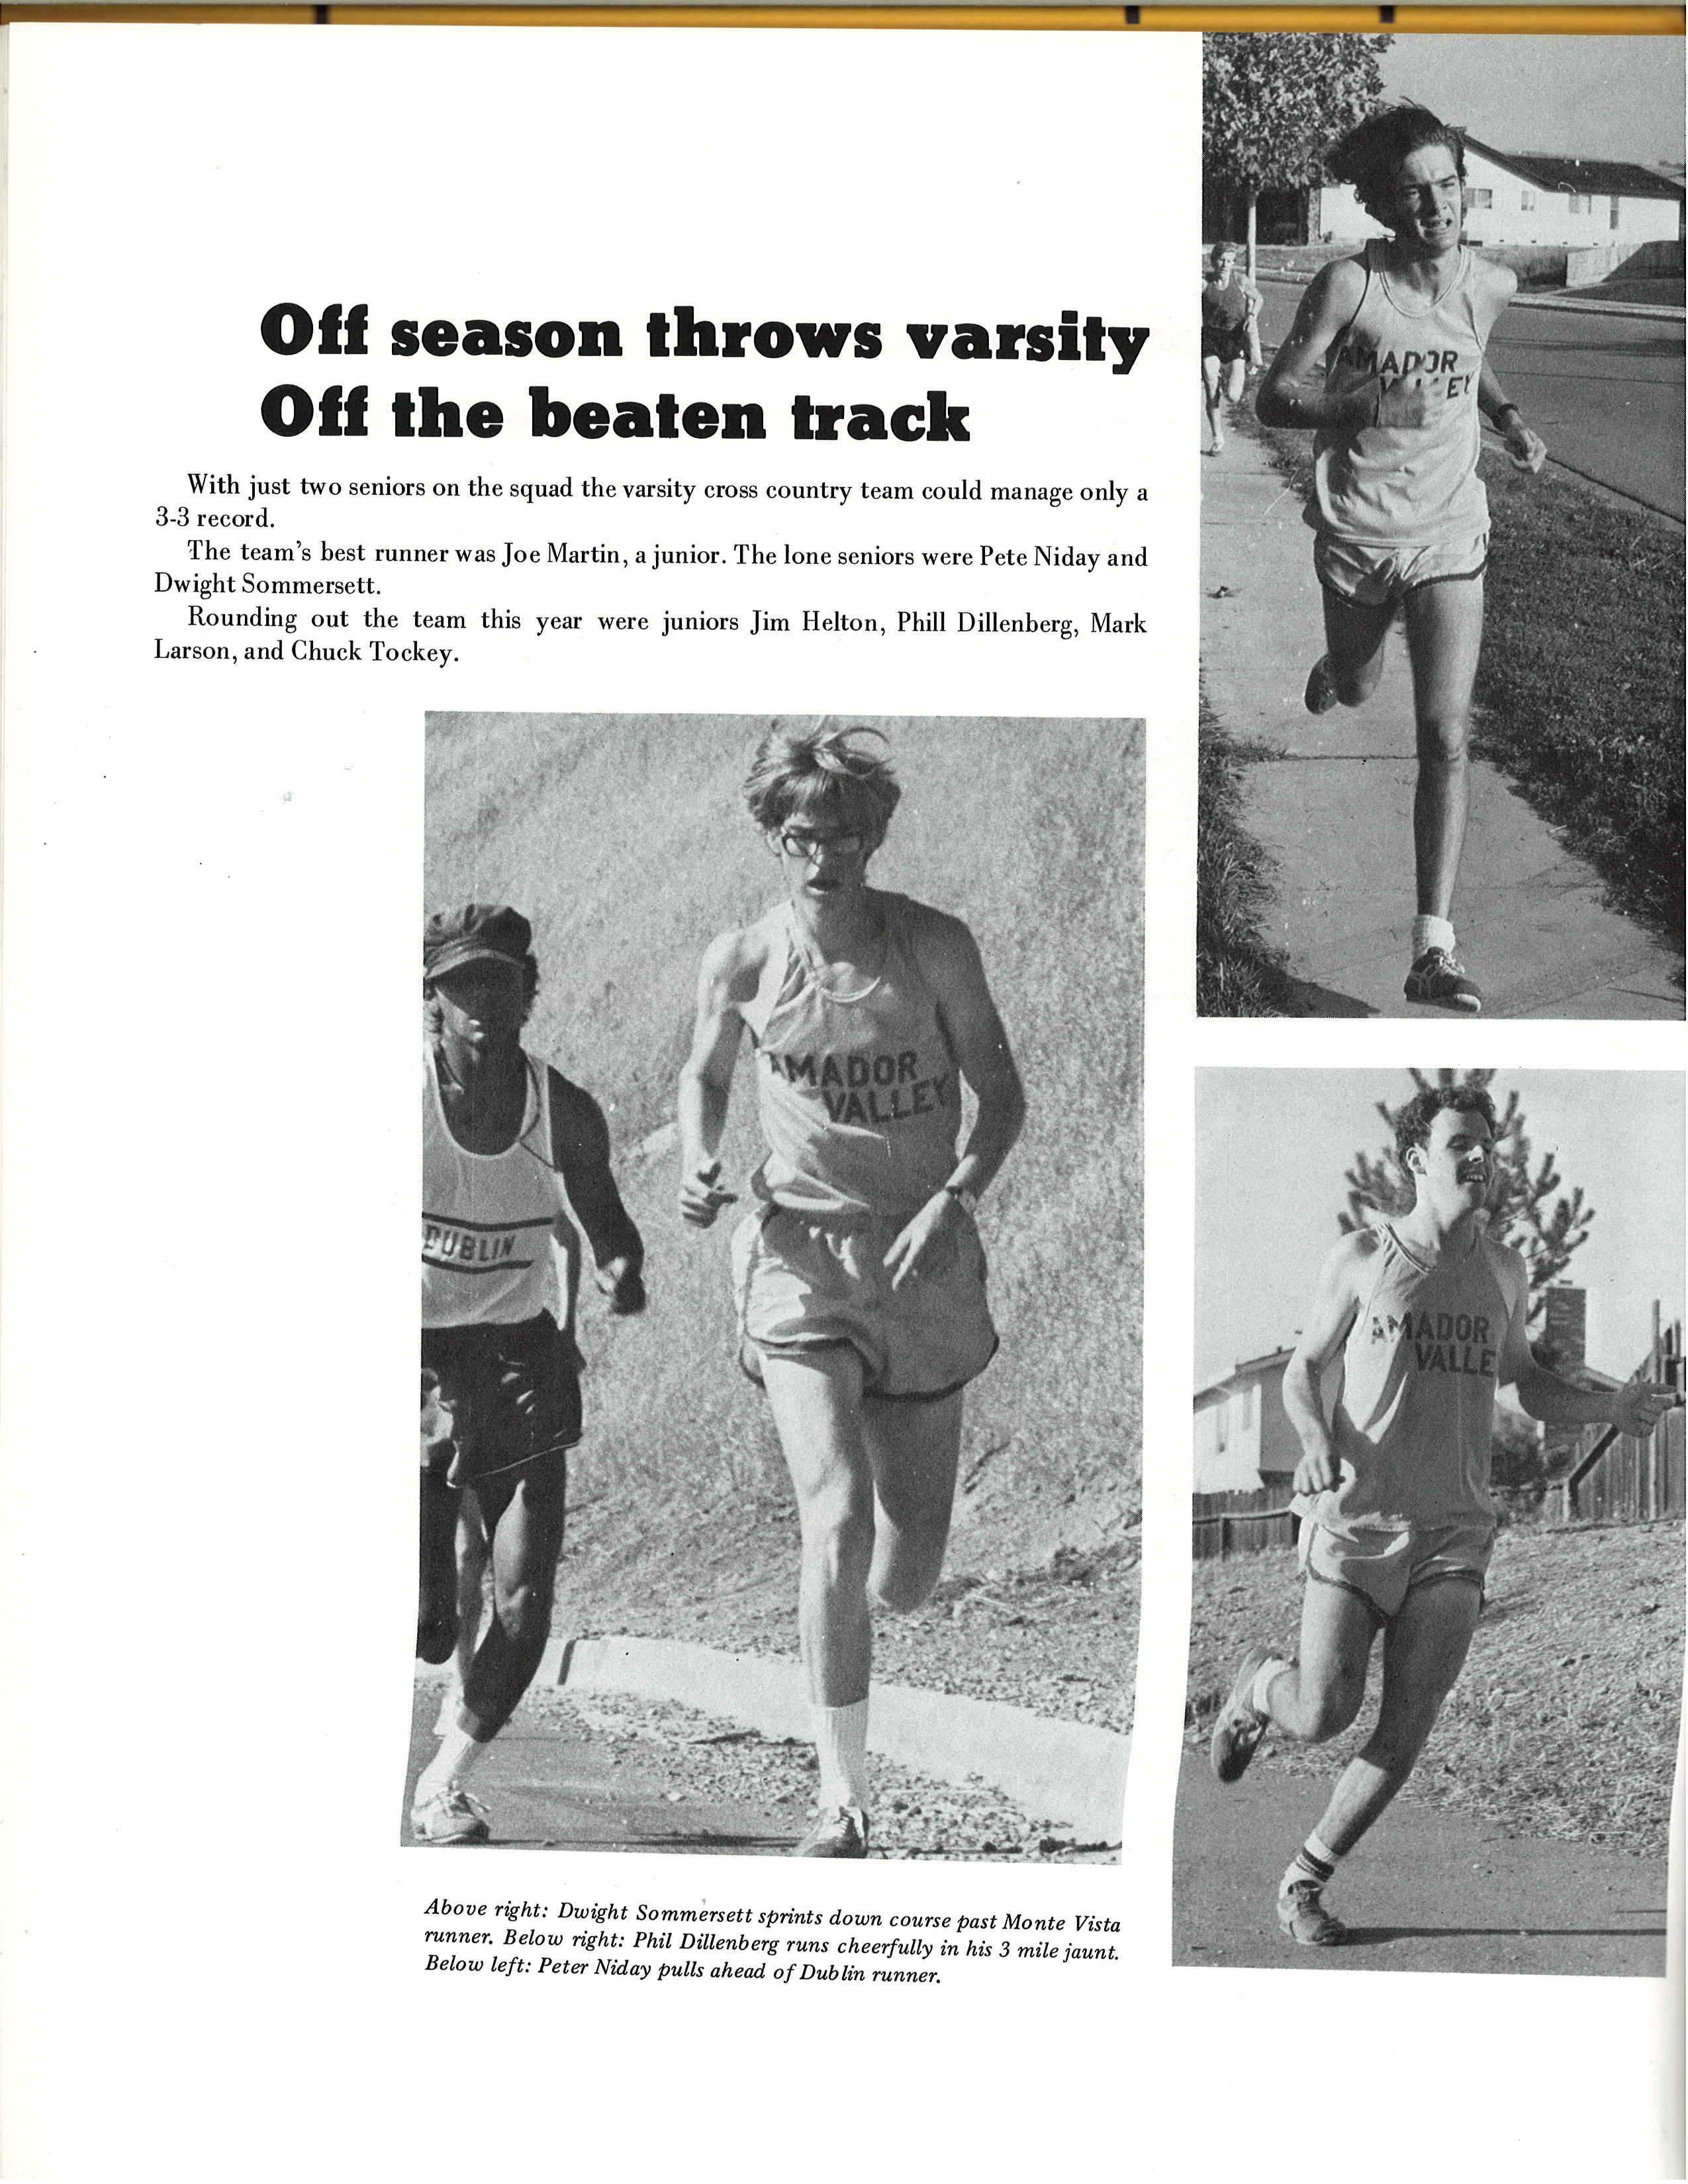 Off season throws varsity
Off the beaten track
With just two seniors on the squad the varsity cross country team could manage only a
3-3 record.
The team's best runner was Joe Martin, a junior. The lone seniors were Pete Niday and
Dwight Sommersett.
Rounding out the team this year were juniors Jim Helton, Phill Dillenberg, Mark
Larson, and Chuck Tockey.
AMADOR
VALLEY
AMADOR
VALLEY
DUBLIN
AMADOR
VALLE
Above right: Dwight Sommersett sprints down course past Monte Vista
runner. Below right: Phil Dillenberg runs cheerfully in his 3 mile jaunt.
Below left: Peter Niday pulls ahead of Dublin runner.